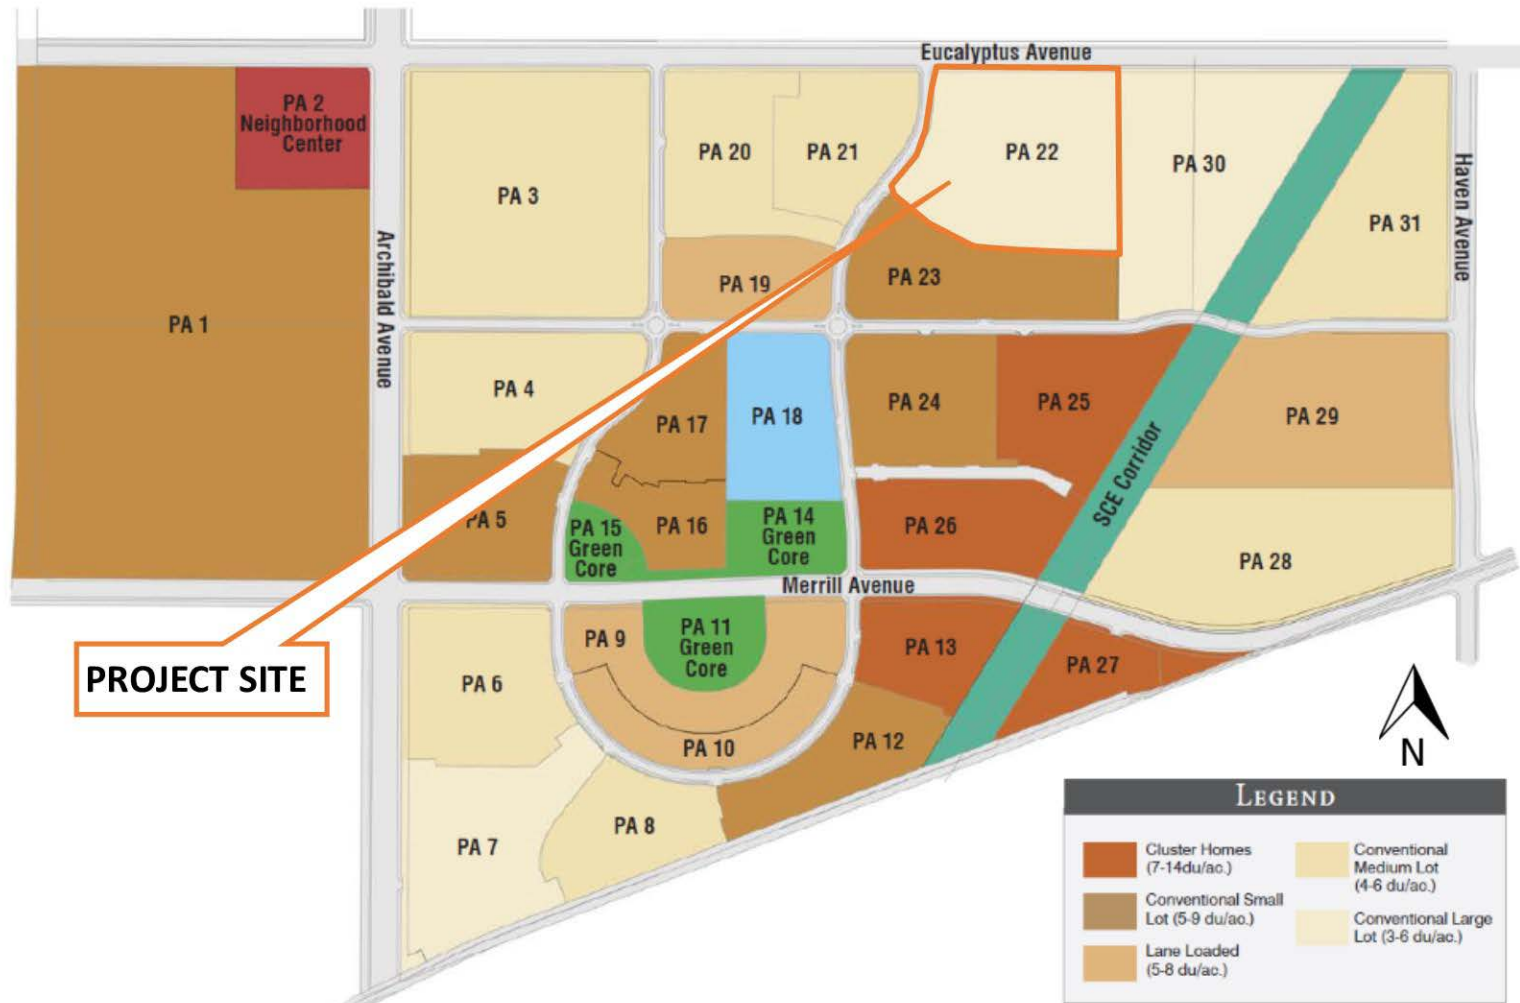 Eucalyptus Avenue
PA 2
Neighborhood
Center
PA 20
PA 21
PA 22
PA 30
PA 3
Haven Avenue
PA 31
Archibald Avenue
PA 19
PA 23
PA 1
PA 4
PA 17
PA 18
PA 24
PA 25
PA 29
SCE Corridor
PA 5
PA 15
Green
Core
PA 16
PA 14
Green
Core
PA 26
PA 28
Merrill Avenue
PROJECT SITE
PA 9
PA 11
Green
Core
PA 13
PA 27
PA 6
PA 10
PA 12
N
PA 7
PA 8
LEGEND
Cluster Homes
(7-14du/ac.)
Conventional Small
Lot (5-9 du/ac.)
Lane Loaded
(5-8 du/ac.)
Conventional
Medium Lot
(4-6 du/ac.)
Conventional Large
Lot (3-6 du/ac.)